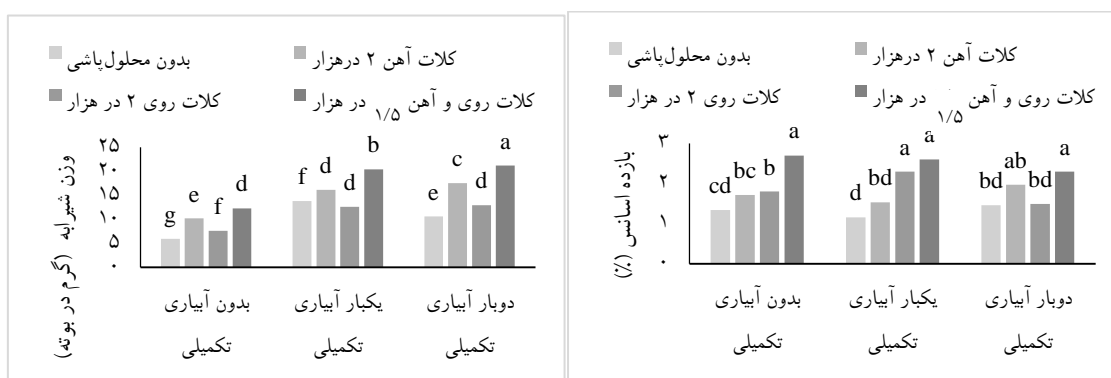 بدون محلول‌پاشی
کلات آهن ۲ درهزار
کلات روی ۲ در هزار
کلات روی و آهن ۱/۵ در هزار
وزن شیرابه (گرم در بوته)
۲۵
۲۰
۱۵
۱۰
۵
۰
g e f d
f d d b
e c d a
بدون آبیاری تکمیلی
یکبار آبیاری تکمیلی
دوبار آبیاری تکمیلی
بدون محلول‌پاشی
کلات آهن ۲ درهزار
کلات روی ۲ در هزار
کلات روی و آهن ۱/۵ در هزار
بازده اسانس (%)
۳
۲
۱
۰
cd bc b a
d bd a a
bd ab bd a
بدون آبیاری تکمیلی
یکبار آبیاری تکمیلی
دوبار آبیاری تکمیلی